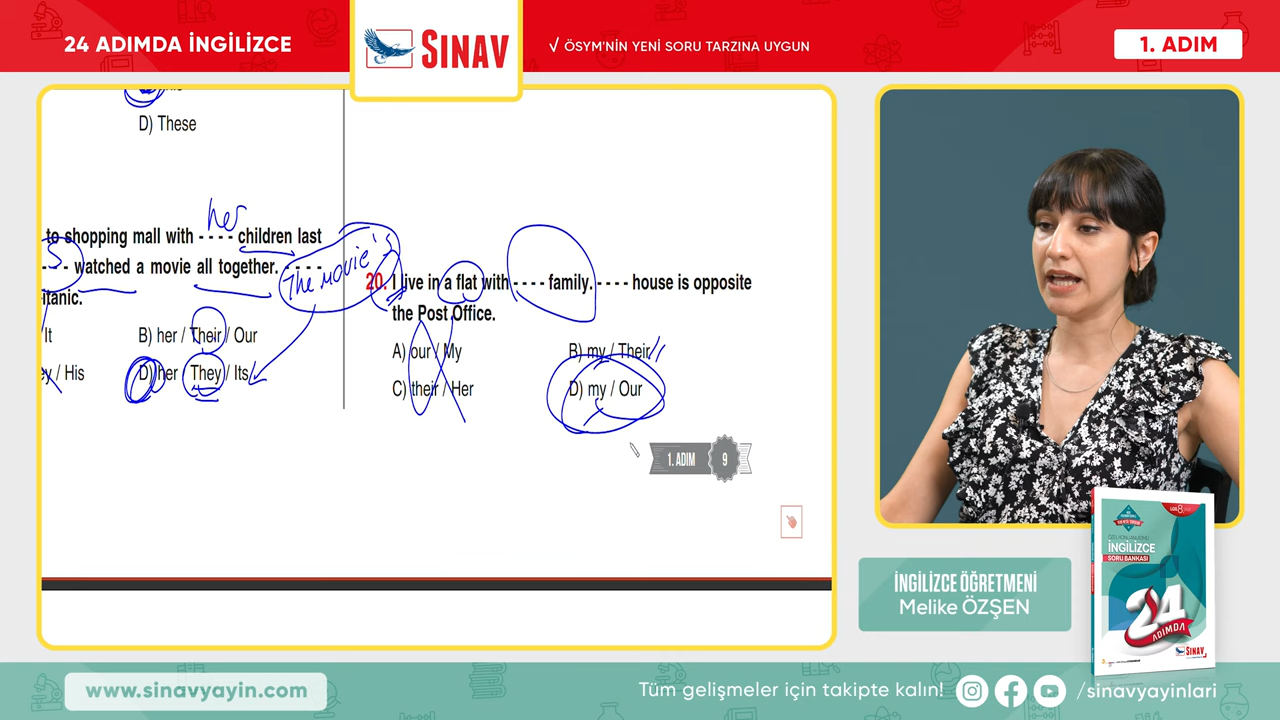 24 ADIMDA İNGİLİZCE
SINAV
√ ÖSYM'NİN YENİ SORU TARZINA UYGUN
1. ADIM
D) These
her
to shopping mall with - - - - children last
S
- - - watched a movie all together. - - - -
itanic.
The movie's
It
B) her / Their / Our
ey / His
D) her / They / Its
20. I live in a flat with - - - - family. - - - - house is opposite
the Post Office.
A) our / My
B) my / Their
C) their / Her
D) my / Our
1. ADIM 9
İNGİLİZCE ÖĞRETMENİ
Melike ÖZŞEN
İNGİLİZCE
SORU BANKASI
24
ADIMDA
SINAV
www.sinavyayin.com
Tüm gelişmeler için takipte kalın!
/sinavyayinlari